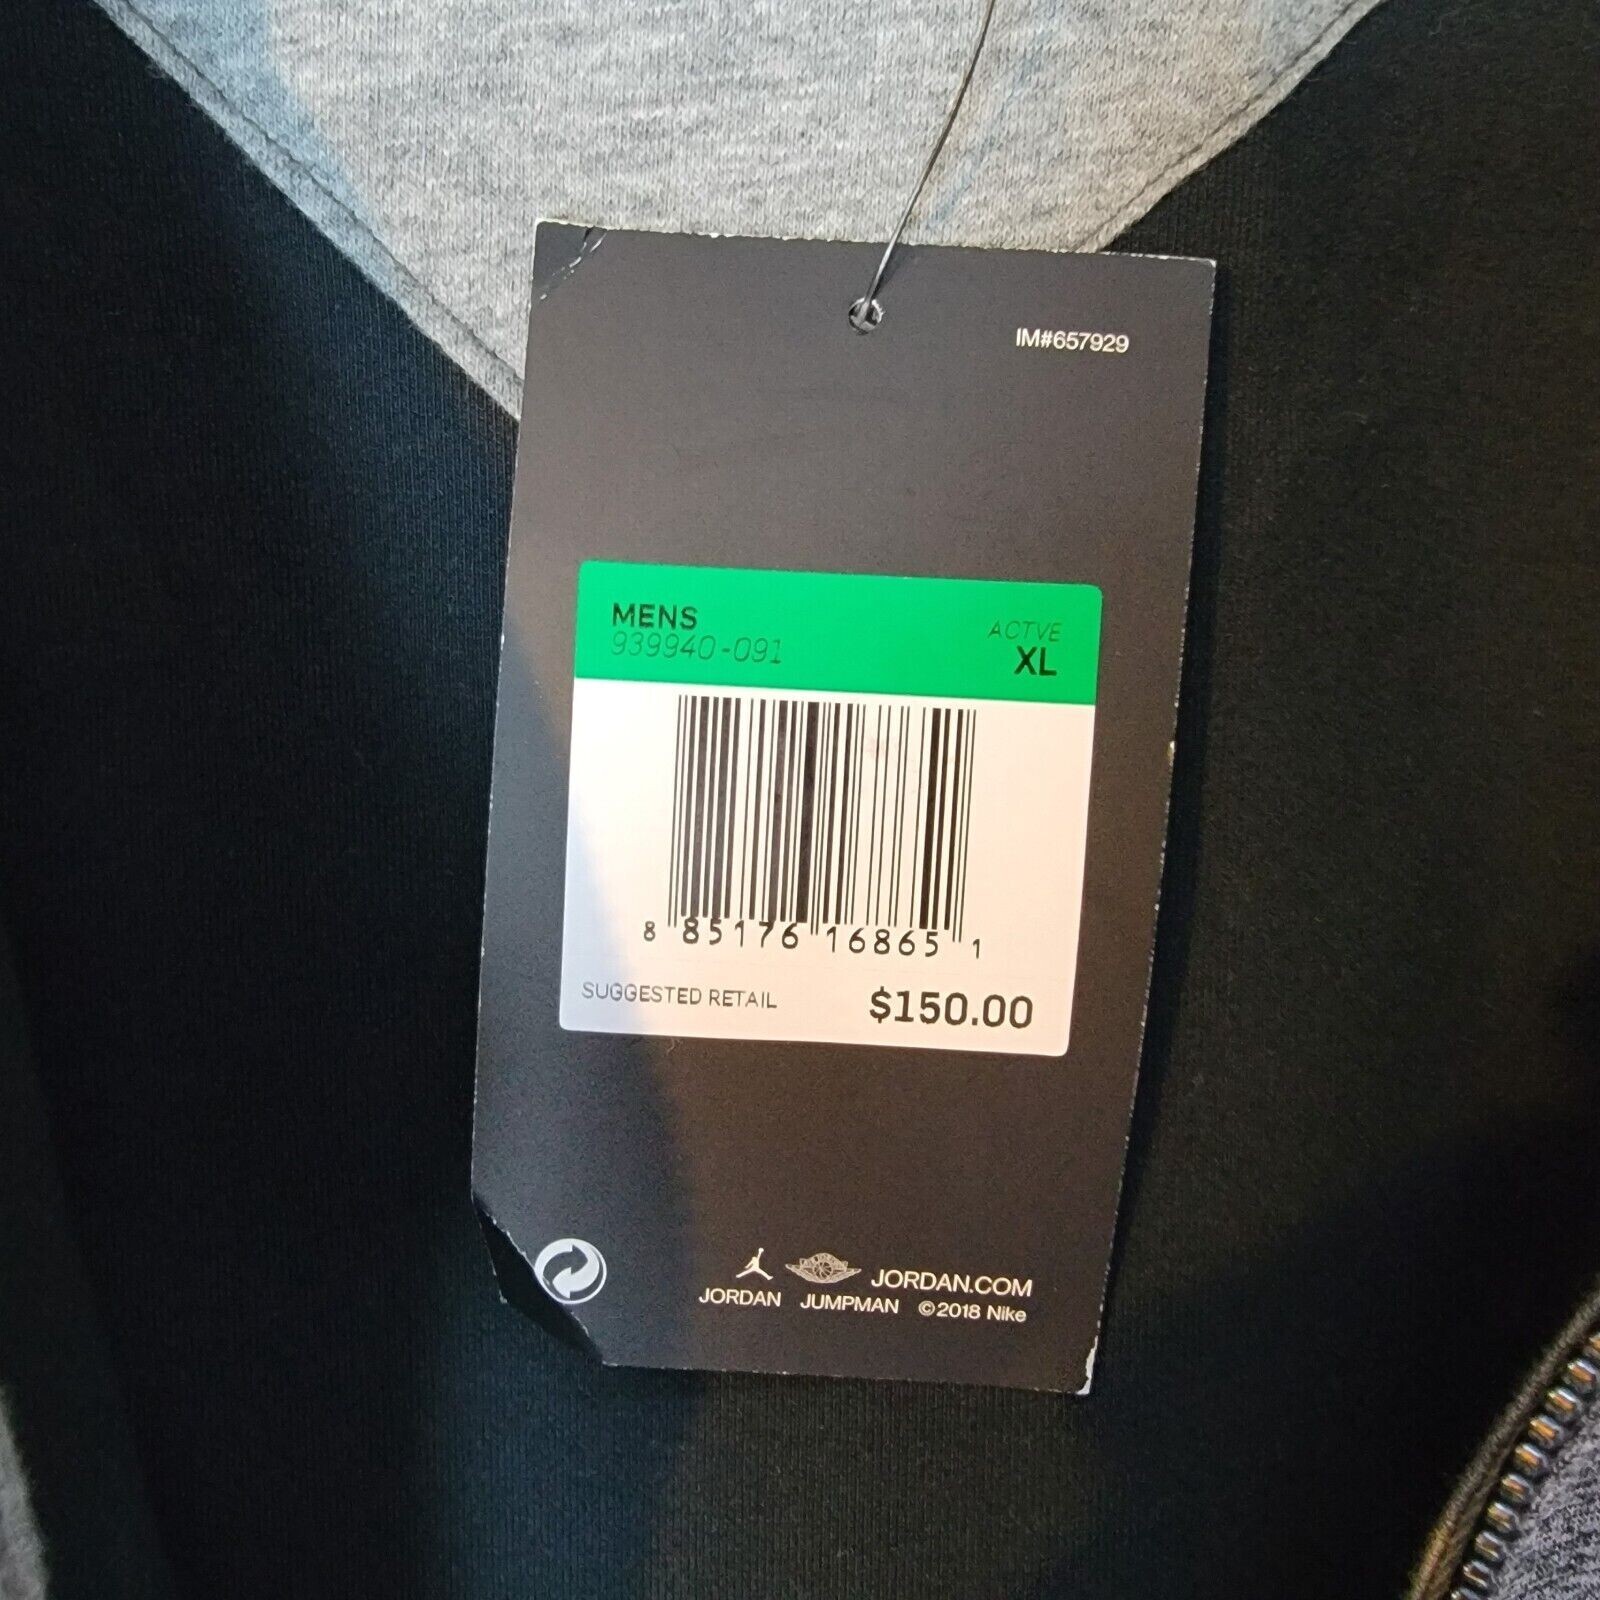 IM#657929
MENS
939940-091
ACTVE
XL
8 85176 16865 1
SUGGESTED RETAIL $150.00
JORDAN.COM
JORDAN JUMPMAN ©2018 Nike